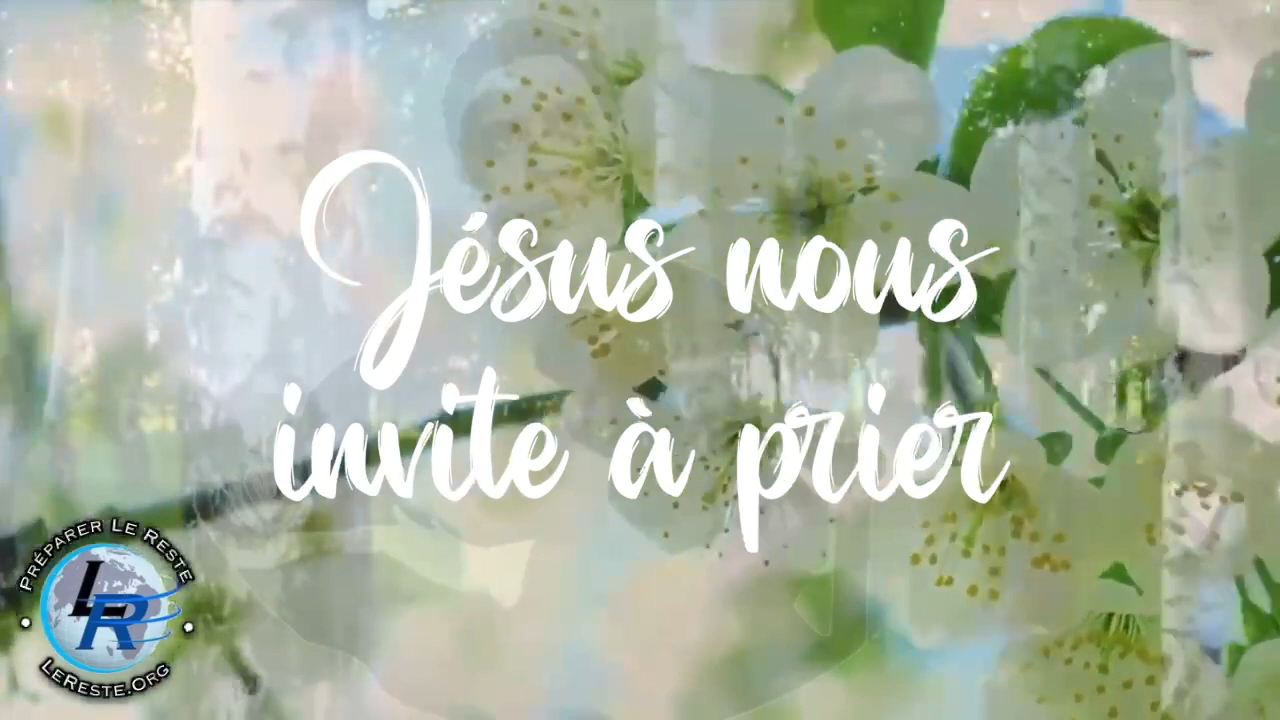 Jésus nous
invite à prier
PRÉPARER LE RESTE
LR
LERESTE.ORG